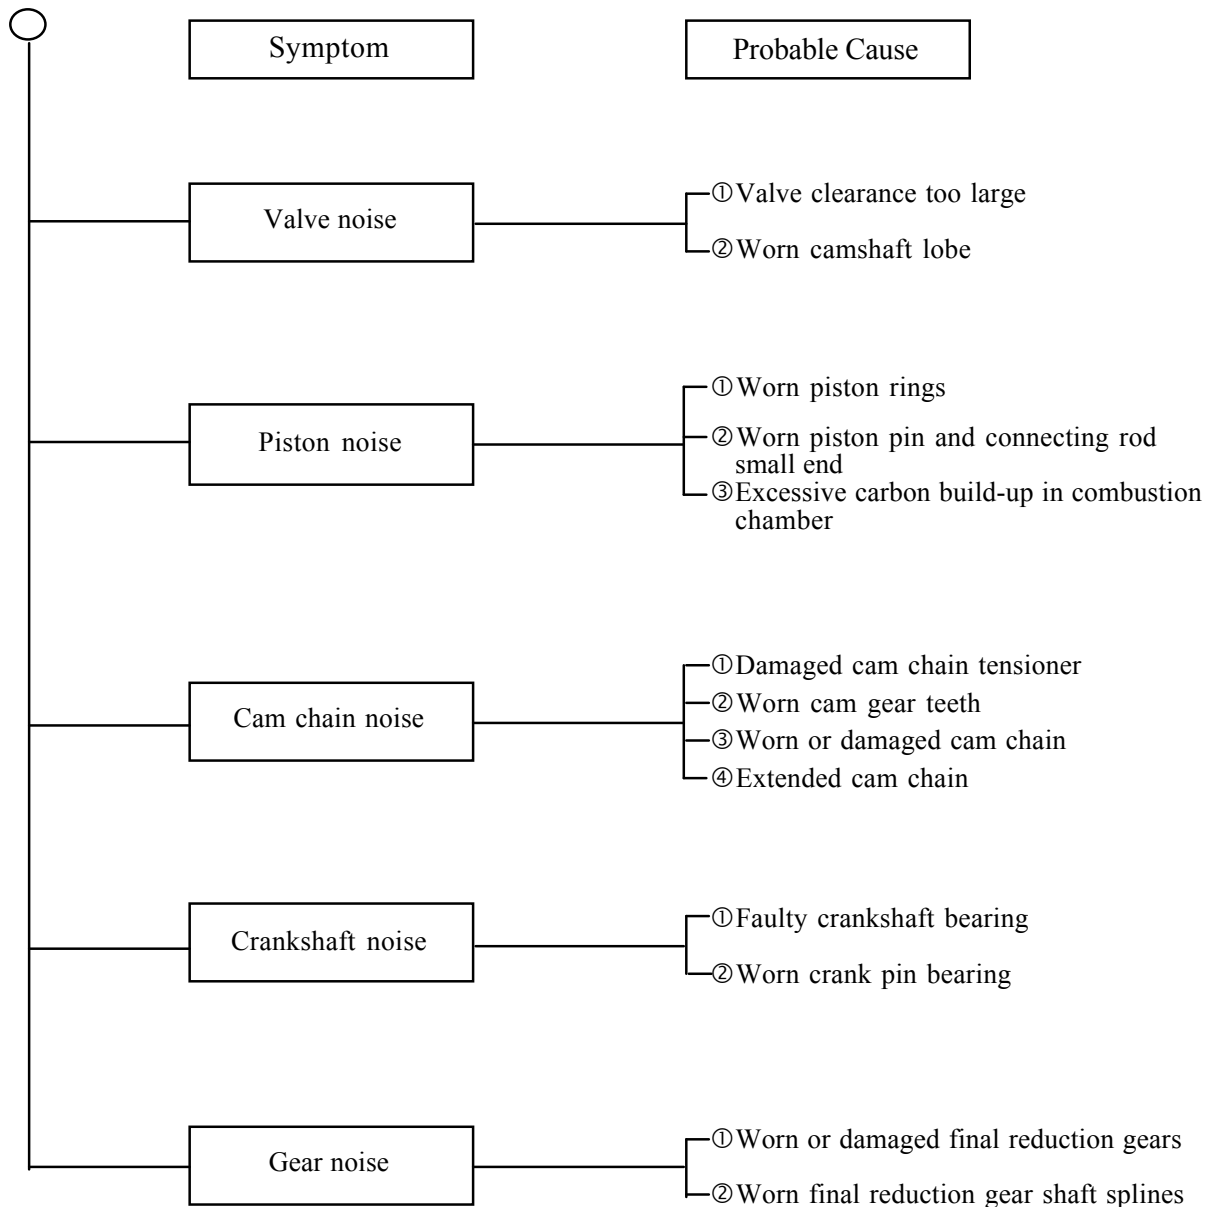 Symptom
Probable Cause
Valve noise
①Valve clearance too large
②Worn camshaft lobe
Piston noise
①Worn piston rings
②Worn piston pin and connecting rod
small end
③Excessive carbon build-up in combustion
chamber
Cam chain noise
①Damaged cam chain tensioner
②Worn cam gear teeth
③Worn or damaged cam chain
④Extended cam chain
Crankshaft noise
①Faulty crankshaft bearing
②Worn crank pin bearing
Gear noise
①Worn or damaged final reduction gears
②Worn final reduction gear shaft splines